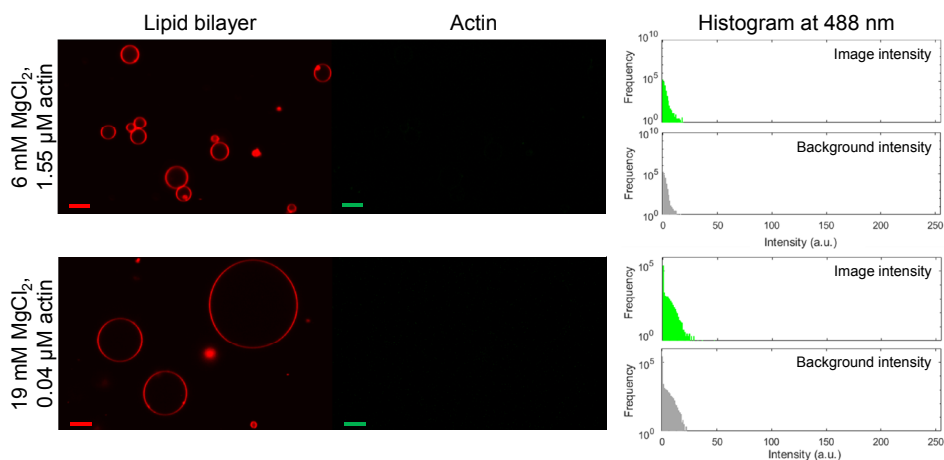 Lipid bilayer
Actin
Histogram at 488 nm
6 mM MgCl2,
1.55 µM actin
Frequency
10^10
10^5
10^0
Image intensity
Frequency
10^10
10^5
10^0
Background intensity
0 50 100 150 200 250
Intensity (a.u.)
19 mM MgCl2,
0.04 µM actin
Frequency
10^5
10^0
Image intensity
Frequency
10^5
10^0
Background intensity
0 50 100 150 200 250
Intensity (a.u.)